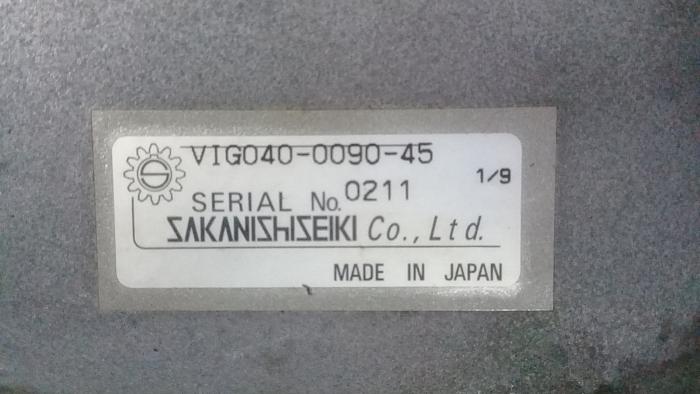 VIG040-0090-45
1/9
SERIAL No. 0211
SAKANISHISEIKI Co., Ltd.
MADE IN JAPAN